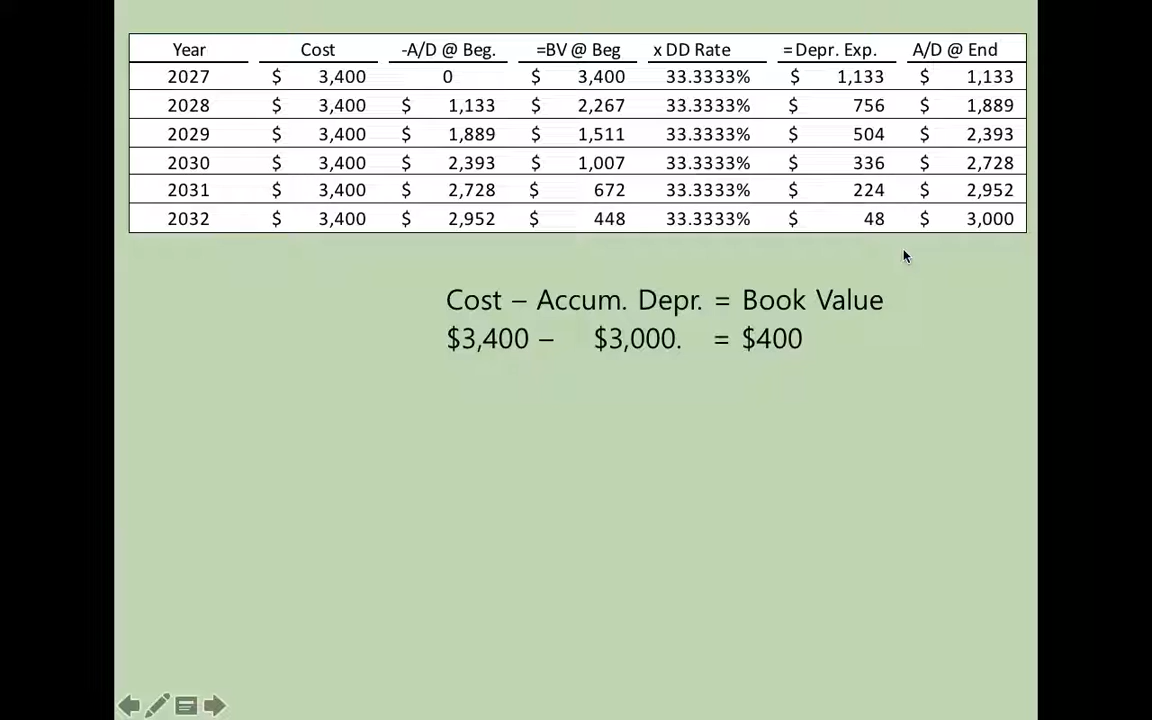 Year Cost -A/D @ Beg. =BV @ Beg x DD Rate =Depr. Exp. A/D @ End
2027 $ 3,400 0 $ 3,400 33.3333% $ 1,133 $ 1,133
2028 $ 3,400 $ 1,133 $ 2,267 33.3333% $ 756 $ 1,889
2029 $ 3,400 $ 1,889 $ 1,511 33.3333% $ 504 $ 2,393
2030 $ 3,400 $ 2,393 $ 1,007 33.3333% $ 336 $ 2,728
2031 $ 3,400 $ 2,728 $ 672 33.3333% $ 224 $ 2,952
2032 $ 3,400 $ 2,952 $ 448 33.3333% $ 48 $ 3,000
Cost – Accum. Depr. = Book Value
$3,400 – $3,000. = $400